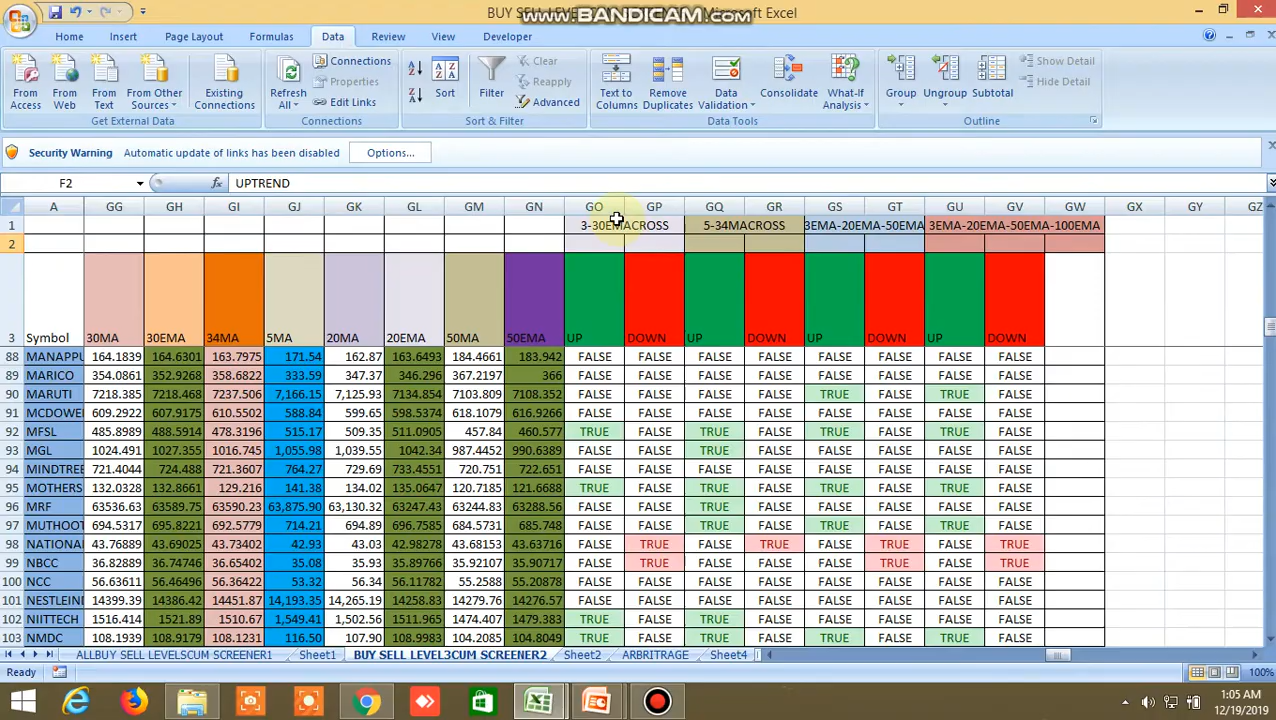 BUY SELL LEVEL3CUM SCREENER
Microsoft Excel
www.BANDICAM.com
Home Insert Page Layout Formulas Data Review View Developer
From Access
From Web
From Text
From Other Sources
Existing Connections
Get External Data
Refresh All
Connections
Properties
Edit Links
Connections
Sort
Filter
Clear
Reapply
Advanced
Sort & Filter
Text to Columns
Remove Duplicates
Data Validation
Consolidate
What-If Analysis
Data Tools
Group
Ungroup
Subtotal
Show Detail
Hide Detail
Outline
Security Warning Automatic update of links has been disabled Options...
F2 fx UPTREND
A GG GH GI GJ GK GL GM GN GO GP GQ GR GS GT GU GV GW GX GY GZ
1 3-30EMACROSS 5-34MACROSS 3EMA-20EMA-50EMA 3EMA-20EMA-50EMA-100EMA
2
3 Symbol 30MA 30EMA 34MA 5MA 20MA 20EMA 50MA 50EMA UP DOWN UP DOWN UP DOWN UP DOWN
88 MANAPPU 164.1839 164.6301 163.7975 171.54 162.87 163.6493 184.4661 183.942 FALSE FALSE FALSE FALSE FALSE FALSE FALSE FALSE
89 MARICO 354.0861 352.9268 358.6822 333.59 347.37 346.296 367.2197 366 FALSE FALSE FALSE FALSE FALSE FALSE FALSE FALSE
90 MARUTI 7218.385 7218.468 7237.506 7,166.15 7,125.93 7134.854 7103.809 7108.352 FALSE FALSE FALSE FALSE TRUE FALSE TRUE FALSE
91 MCDOWE 609.2922 607.9175 610.5502 588.84 599.65 598.5374 618.1079 616.9266 FALSE FALSE FALSE FALSE FALSE FALSE FALSE FALSE
92 MFSL 485.8989 488.5914 478.3196 515.17 509.35 511.0905 457.84 460.577 TRUE FALSE TRUE FALSE TRUE FALSE TRUE FALSE
93 MGL 1024.491 1027.355 1016.745 1,055.98 1,039.55 1042.34 987.4452 990.6389 FALSE FALSE TRUE FALSE FALSE FALSE FALSE FALSE
94 MINDTREE 721.4044 724.488 721.3607 764.27 729.69 733.4551 720.751 722.651 FALSE FALSE FALSE FALSE FALSE FALSE FALSE FALSE
95 MOTHERS 132.0328 132.8661 129.216 141.38 134.02 135.0647 120.7185 121.6688 TRUE FALSE TRUE FALSE TRUE FALSE TRUE FALSE
96 MRF 63536.63 63589.75 63590.23 63,875.90 63,130.32 63247.43 63244.83 63288.56 FALSE FALSE TRUE FALSE FALSE FALSE FALSE FALSE
97 MUTHOOT 694.5317 695.8221 692.5779 714.21 694.89 696.7585 684.5731 685.748 FALSE FALSE TRUE FALSE TRUE FALSE TRUE FALSE
98 NATIONA 43.76889 43.69025 43.73402 42.93 43.03 42.98278 43.68153 43.63716 FALSE TRUE FALSE TRUE FALSE TRUE FALSE TRUE
99 NBCC 36.82889 36.74746 36.65402 35.08 35.93 35.89766 35.92107 35.90717 FALSE TRUE FALSE FALSE FALSE TRUE FALSE TRUE
100 NCC 56.63611 56.46496 56.36422 53.32 56.34 56.11782 55.2588 55.20878 FALSE FALSE FALSE FALSE FALSE FALSE FALSE FALSE
101 NESTLEIN 14399.39 14386.42 14451.87 14,193.35 14,265.19 14258.83 14279.76 14276.57 FALSE FALSE FALSE FALSE FALSE FALSE FALSE FALSE
102 NIITTECH 1516.414 1521.89 1510.67 1,549.41 1,502.56 1511.965 1474.407 1479.383 TRUE FALSE TRUE FALSE FALSE FALSE FALSE FALSE
103 NMDC 108.1939 108.9179 108.1231 116.50 107.90 108.9983 104.2085 104.8049 TRUE FALSE TRUE FALSE TRUE FALSE TRUE FALSE
ALLBUY SELL LEVELSCUM SCREENER1 Sheet1 BUY SELL LEVEL3CUM SCREENER2 Sheet2 ARBRITRAGE Sheet4
Ready 100%
1:05 AM
12/19/2019